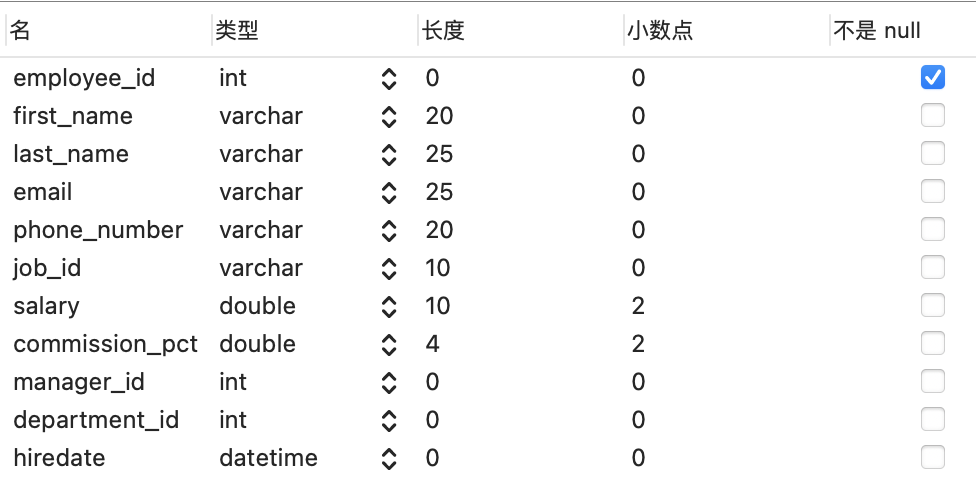 名 类型 长度 小数点 不是 null
employee_id int 0 0
first_name varchar 20 0
last_name varchar 25 0
email varchar 25 0
phone_number varchar 20 0
job_id varchar 10 0
salary double 10 2
commission_pct double 4 2
manager_id int 0 0
department_id int 0 0
hiredate datetime 0 0